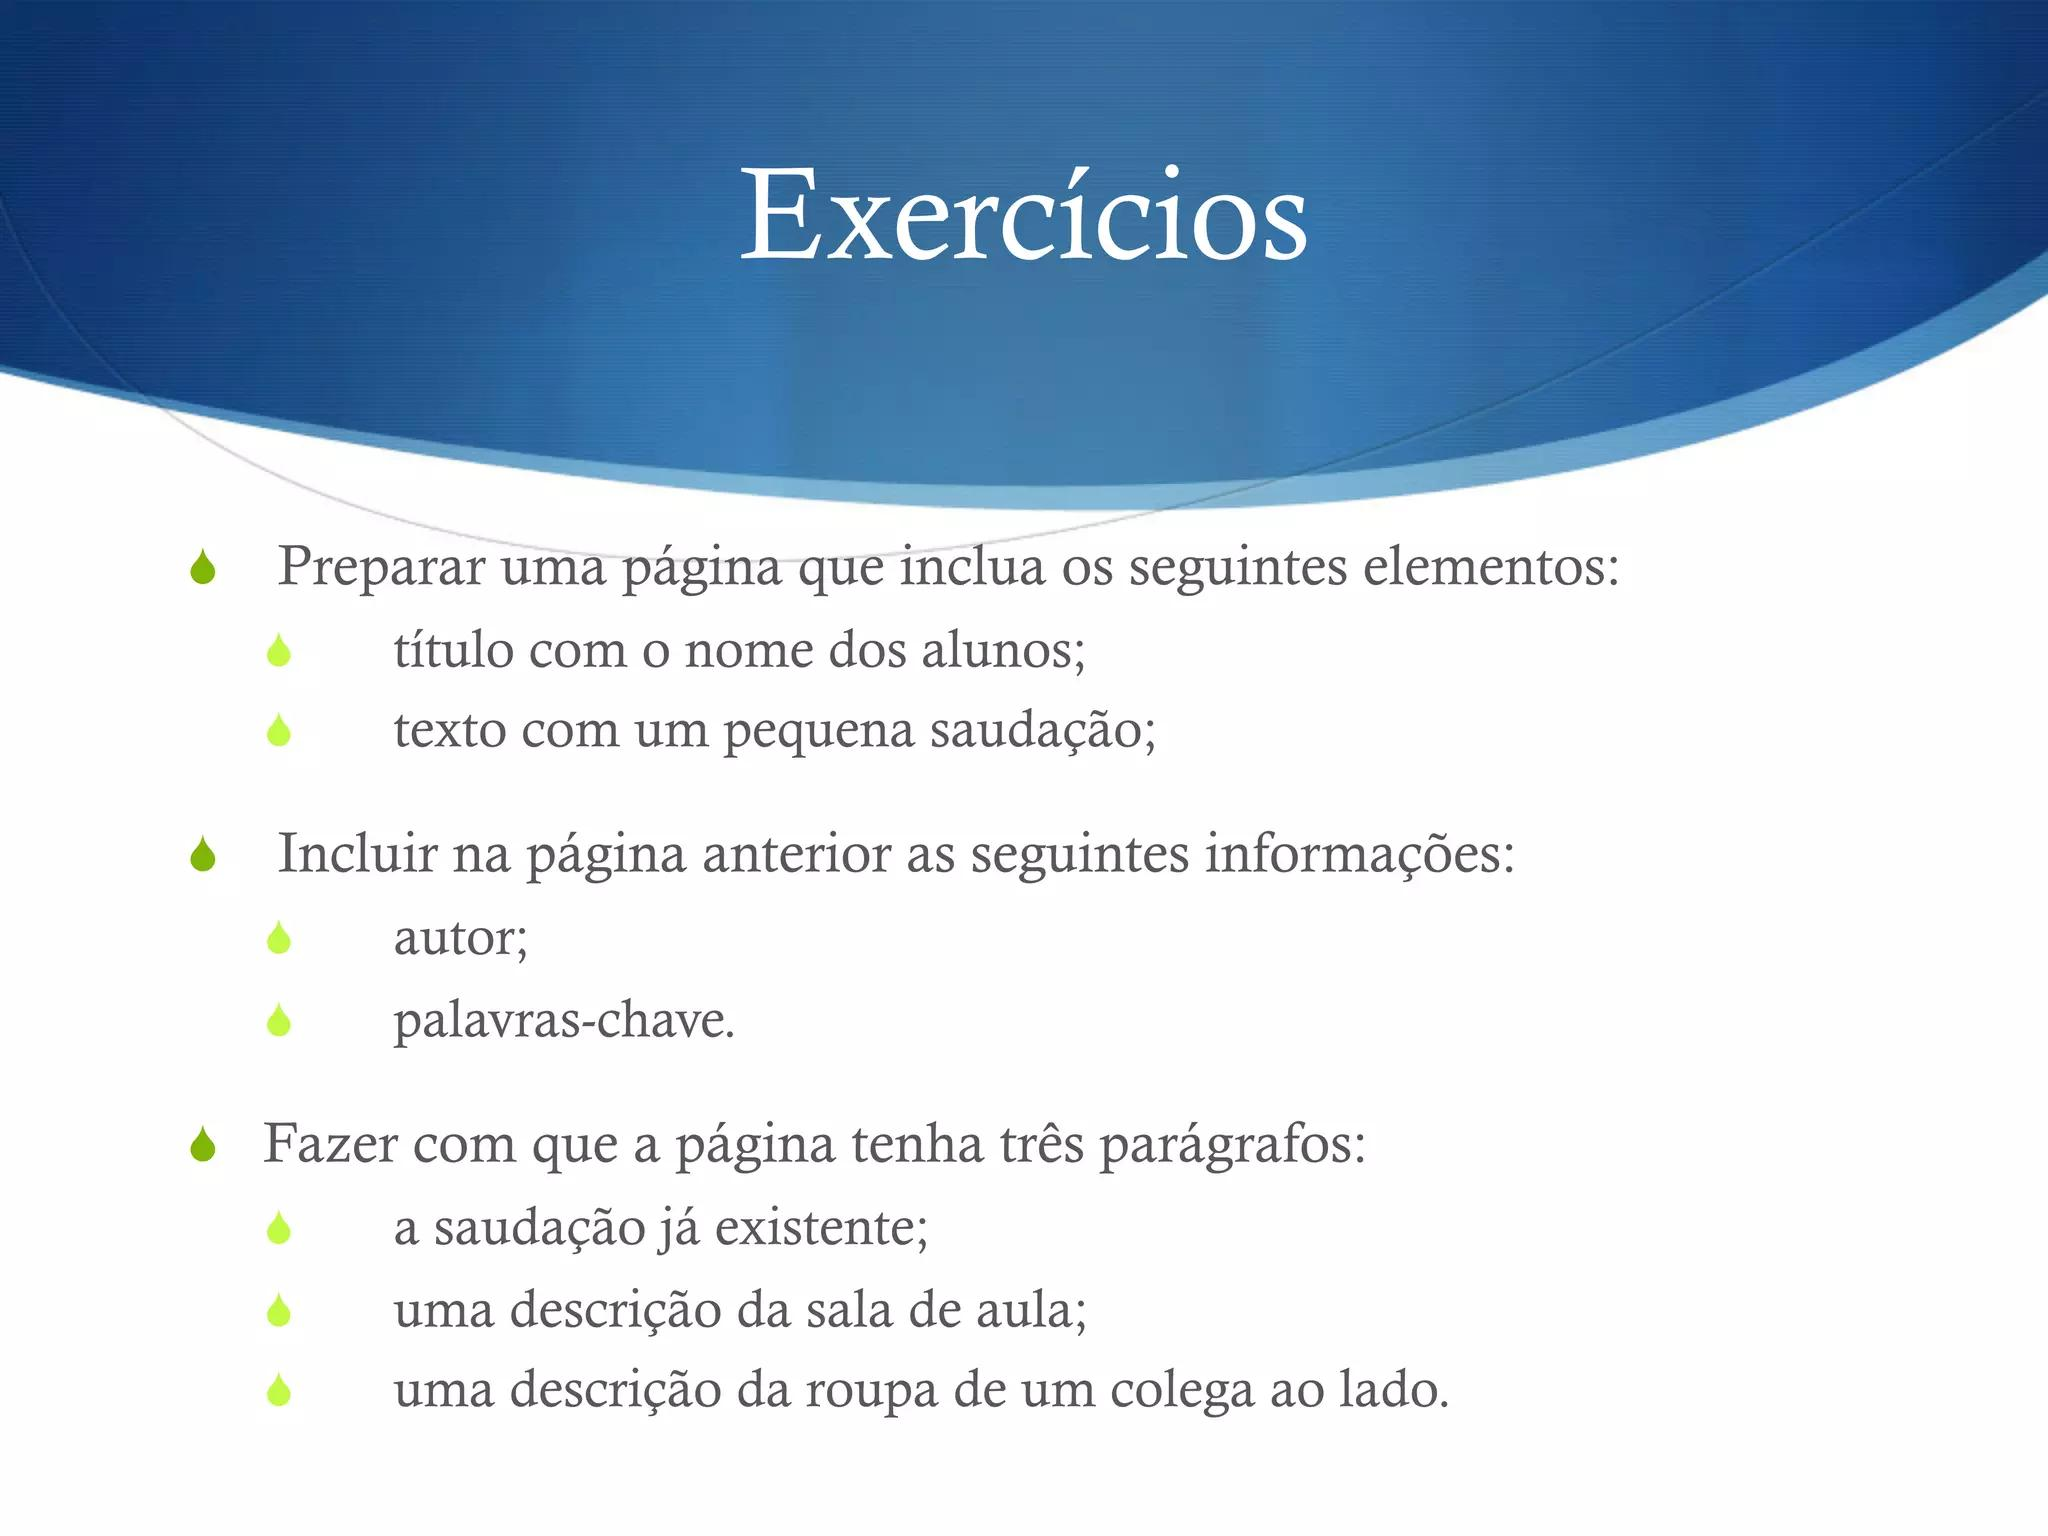 Exercícios
Preparar uma página que inclua os seguintes elementos:
título com o nome dos alunos;
texto com um pequena saudação;
Incluir na página anterior as seguintes informações:
autor;
palavras-chave.
Fazer com que a página tenha três parágrafos:
a saudação já existente;
uma descrição da sala de aula;
uma descrição da roupa de um colega ao lado.